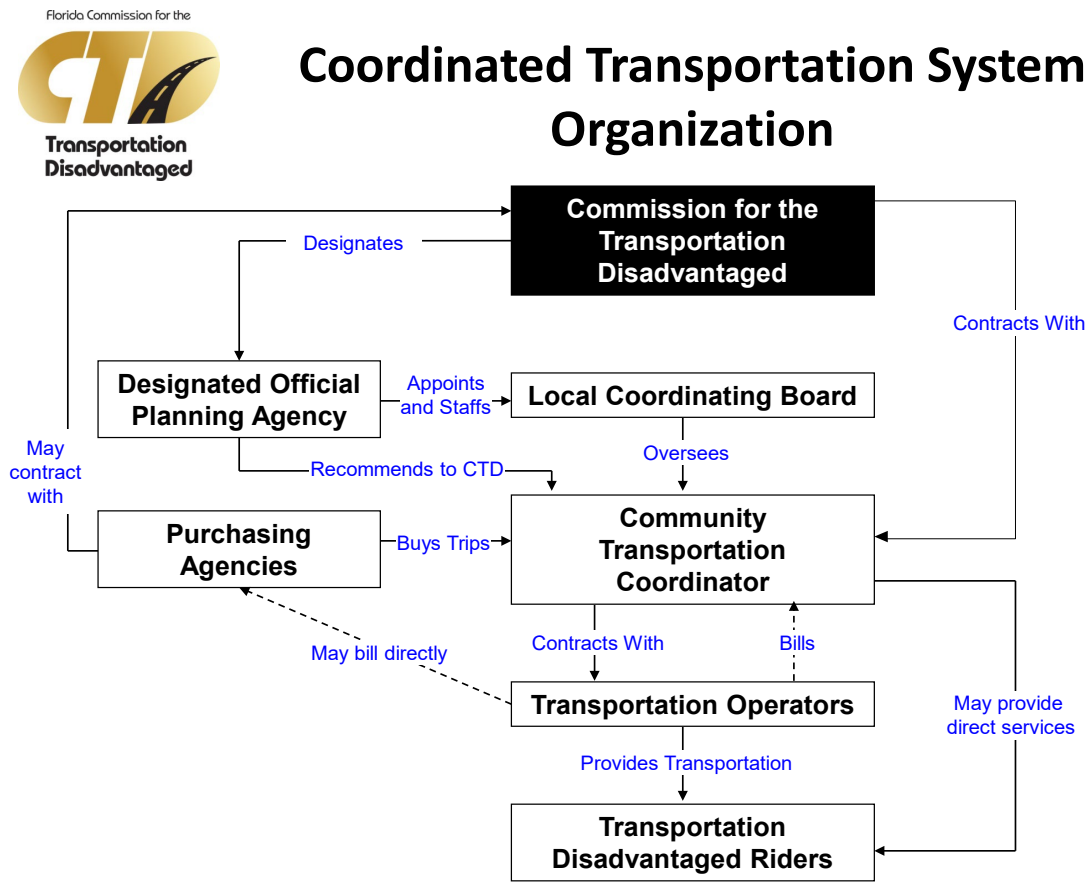 Florida Commission for the
CTD
Transportation
Disadvantaged
Coordinated Transportation System
Organization
Commission for the
Transportation
Disadvantaged
Designates
Contracts With
Designated Official
Planning Agency
Appoints
and Staffs
Local Coordinating Board
May
contract
with
Recommends to CTD
Oversees
Purchasing
Agencies
Buys Trips
Community
Transportation
Coordinator
May bill directly
Contracts With
Bills
Transportation Operators
May provide
direct services
Provides Transportation
Transportation
Disadvantaged Riders